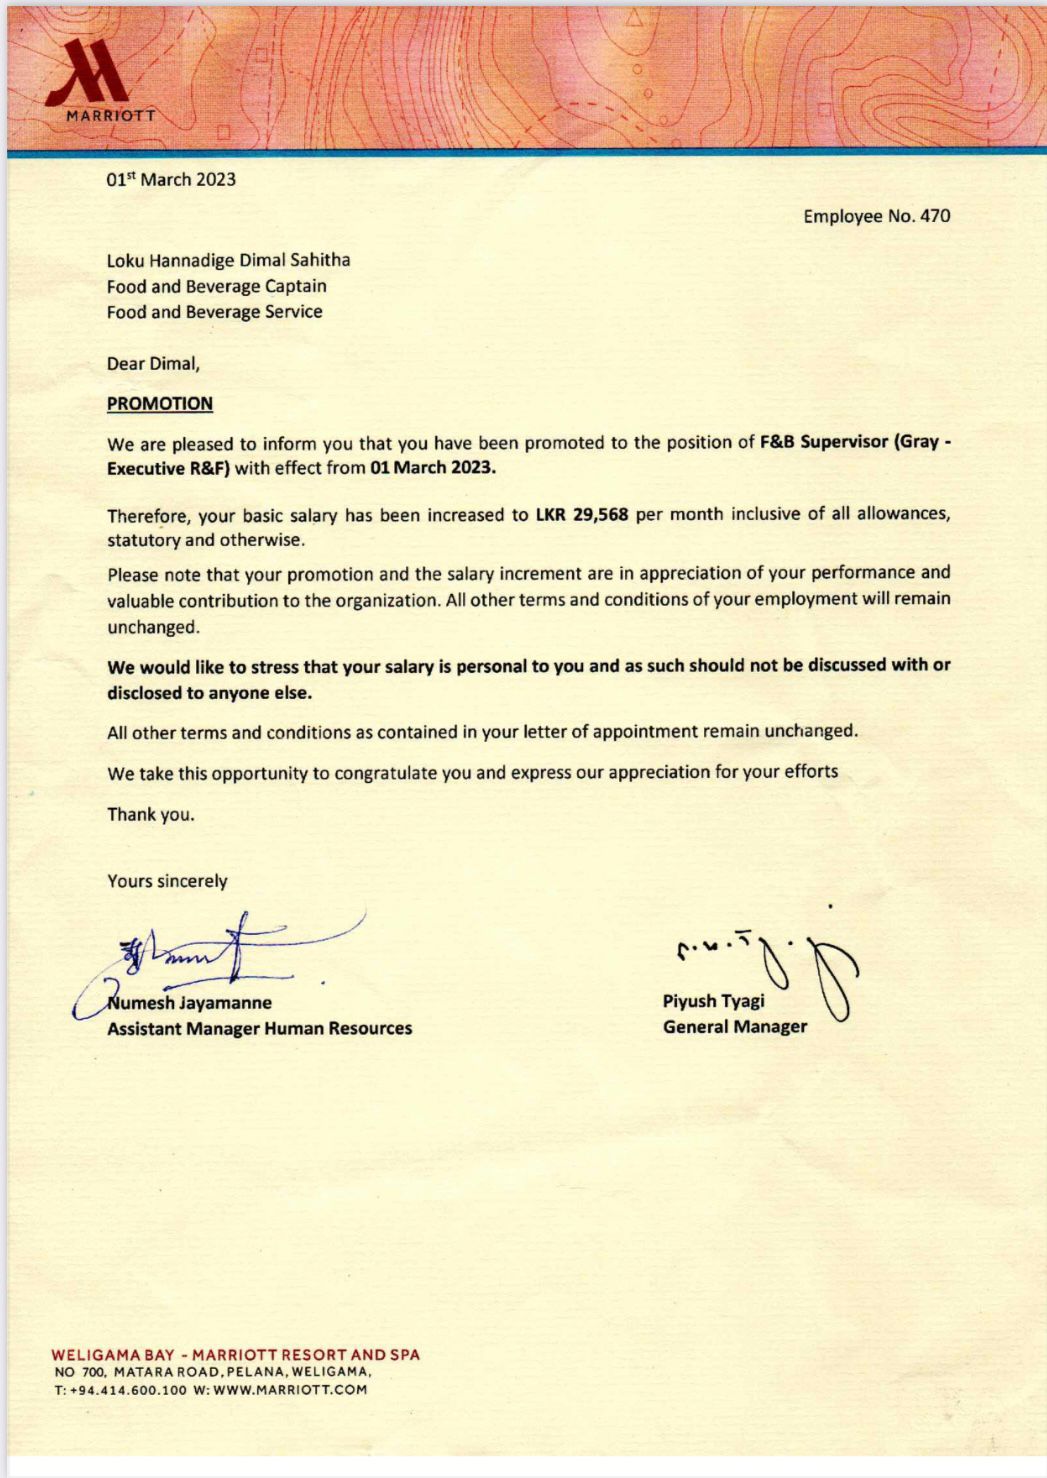 MARRIOTT
01st March 2023
Employee No. 470
Loku Hannadige Dimal Sahitha
Food and Beverage Captain
Food and Beverage Service
Dear Dimal,
PROMOTION
We are pleased to inform you that you have been promoted to the position of F&B Supervisor (Gray -
Executive R&F) with effect from 01 March 2023.
Therefore, your basic salary has been increased to LKR 29,568 per month inclusive of all allowances,
statutory and otherwise.
Please note that your promotion and the salary increment are in appreciation of your performance and
valuable contribution to the organization. All other terms and conditions of your employment will remain
unchanged.
We would like to stress that your salary is personal to you and as such should not be discussed with or
disclosed to anyone else.
All other terms and conditions as contained in your letter of appointment remain unchanged.
We take this opportunity to congratulate you and express our appreciation for your efforts
Thank you.
Yours sincerely
Numesh Jayamanne
Assistant Manager Human Resources
Piyush Tyagi
General Manager
WELIGAMA BAY - MARRIOTT RESORT AND SPA
NO 700, MATARA ROAD, PELANA, WELIGAMA,
T: +94.414.600.100 W: WWW.MARRIOTT.COM